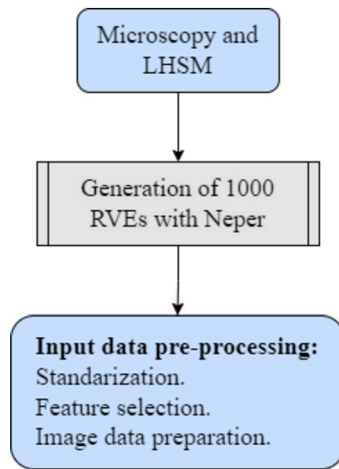 Microscopy and
LHSM
Generation of 1000
RVEs with Neper
Input data pre-processing:
Standarization.
Feature selection.
Image data preparation.